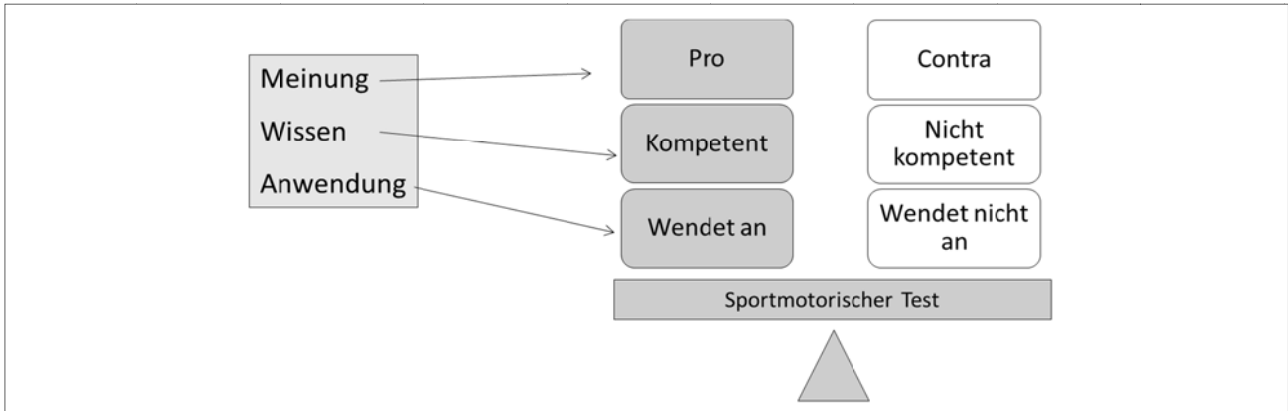 Meinung
Wissen
Anwendung
Pro
Contra
Kompetent
Nicht
kompetent
Wendet an
Wendet nicht
an
Sportmotorischer Test